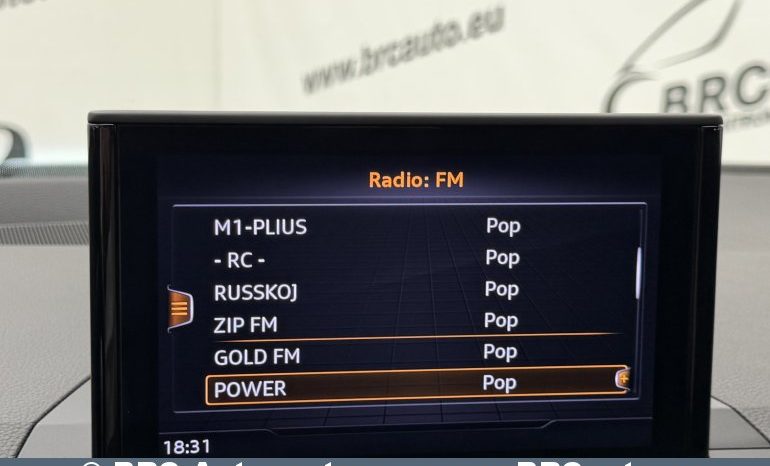 www.brcauto.eu
BRC
Radio: FM
M1-PLIUS Pop
- RC - Pop
RUSSKOJ Pop
ZIP FM Pop
GOLD FM Pop
POWER Pop
18:31